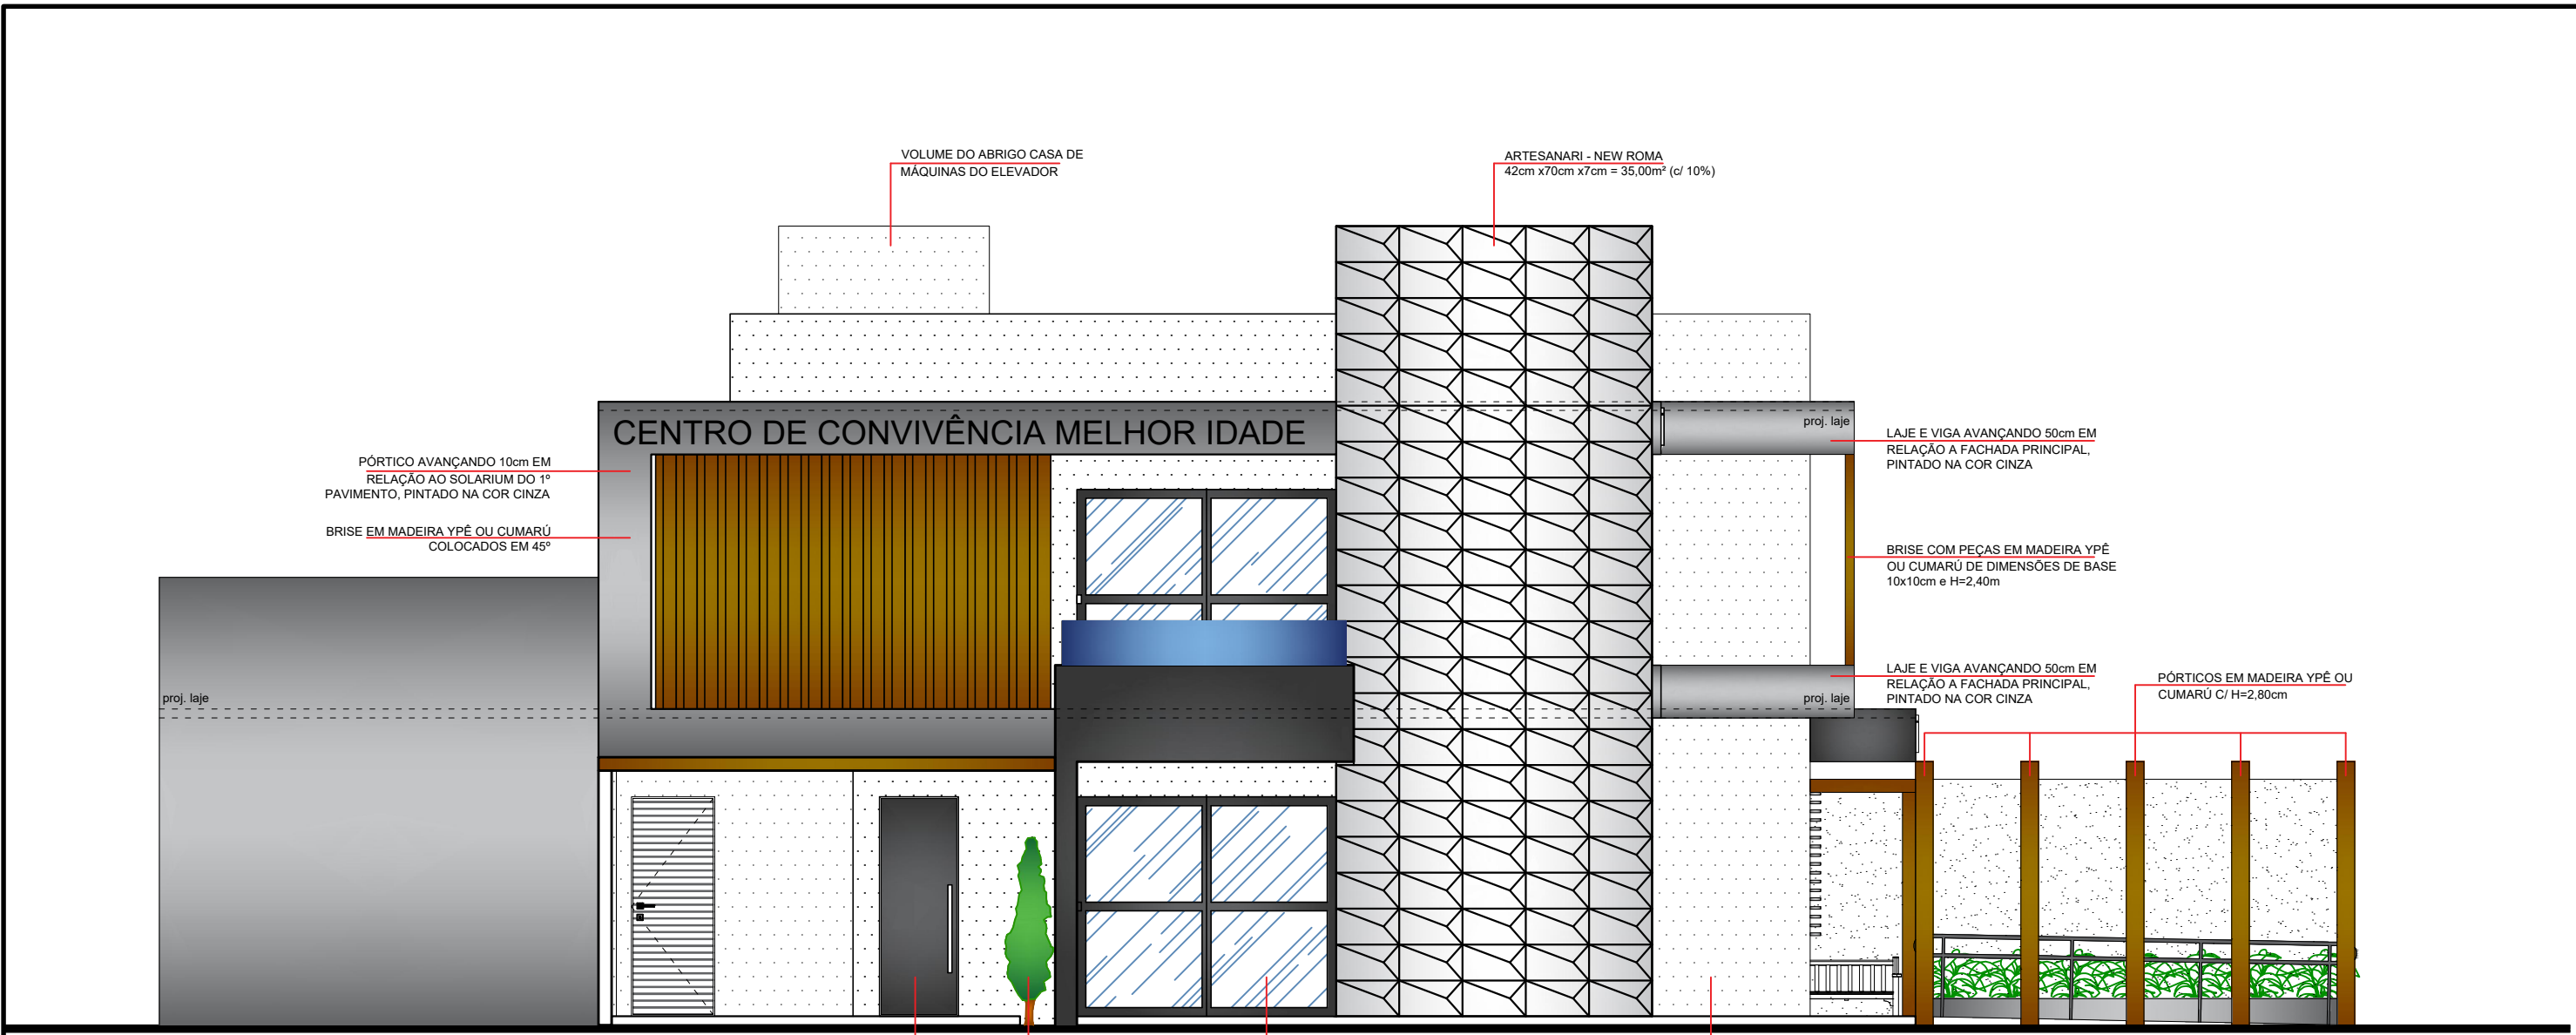 VOLUME DO ABRIGO CASA DE
MÁQUINAS DO ELEVADOR
ARTESANARI - NEW ROMA
42cm x70cm x7cm = 35,00m² (c/ 10%)
CENTRO DE CONVIVÊNCIA MELHOR IDADE
proj. laje
LAJE E VIGA AVANÇANDO 50cm EM
RELAÇÃO A FACHADA PRINCIPAL,
PINTADO NA COR CINZA
PÓRTICO AVANÇANDO 10cm EM
RELAÇÃO AO SOLARIUM DO 1º
PAVIMENTO, PINTADO NA COR CINZA
BRISE EM MADEIRA YPÊ OU CUMARÚ
COLOCADOS EM 45º
BRISE COM PEÇAS EM MADEIRA YPÊ
OU CUMARÚ DE DIMENSÕES DE BASE
10x10cm e H=2,40m
LAJE E VIGA AVANÇANDO 50cm EM
RELAÇÃO A FACHADA PRINCIPAL,
PINTADO NA COR CINZA
PÓRTICOS EM MADEIRA YPÊ OU
CUMARÚ C/ H=2,80cm
proj. laje
proj. laje